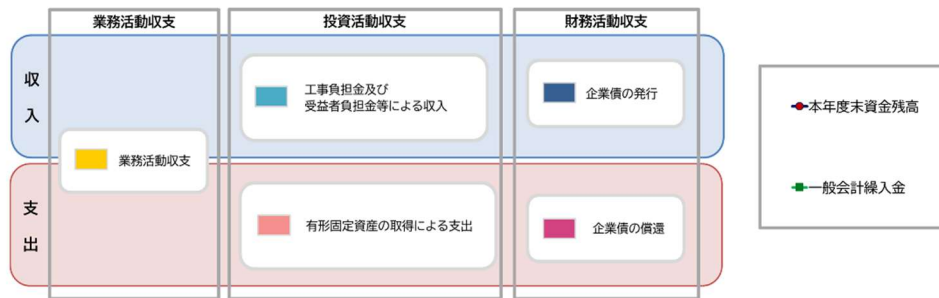 業務活動収支
投資活動収支
財務活動収支
収
入
工事負担金及び
受益者負担金等による収入
企業債の発行
業務活動収支
支
出
有形固定資産の取得による支出
企業債の償還
本年度末資金残高
一般会計繰入金